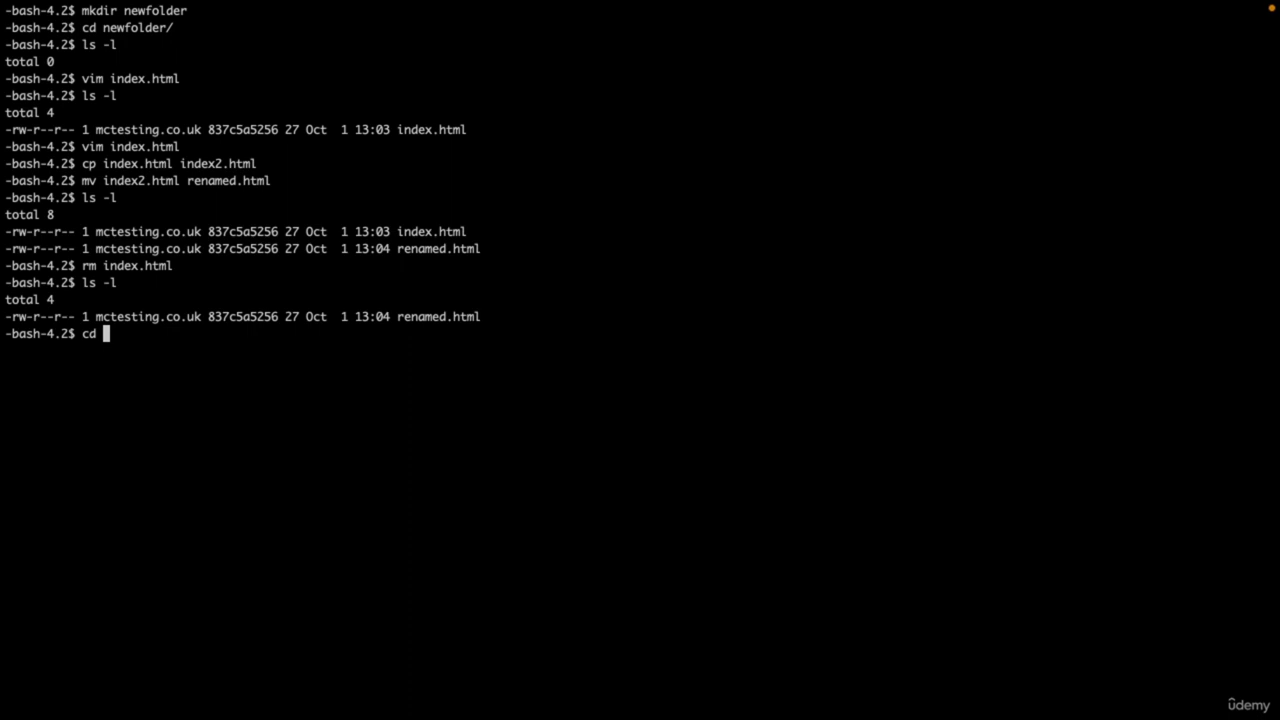 -bash-4.2$ mkdir newfolder
-bash-4.2$ cd newfolder/
-bash-4.2$ ls -l
total 0
-bash-4.2$ vim index.html
-bash-4.2$ ls -l
total 4
-rw-r--r-- 1 mctesting.co.uk 837c5a5256 27 Oct  1 13:03 index.html
-bash-4.2$ vim index.html
-bash-4.2$ cp index.html index2.html
-bash-4.2$ mv index2.html renamed.html
-bash-4.2$ ls -l
total 8
-rw-r--r-- 1 mctesting.co.uk 837c5a5256 27 Oct  1 13:03 index.html
-rw-r--r-- 1 mctesting.co.uk 837c5a5256 27 Oct  1 13:04 renamed.html
-bash-4.2$ rm index.html
-bash-4.2$ ls -l
total 4
-rw-r--r-- 1 mctesting.co.uk 837c5a5256 27 Oct  1 13:04 renamed.html
-bash-4.2$ cd
ûdemy